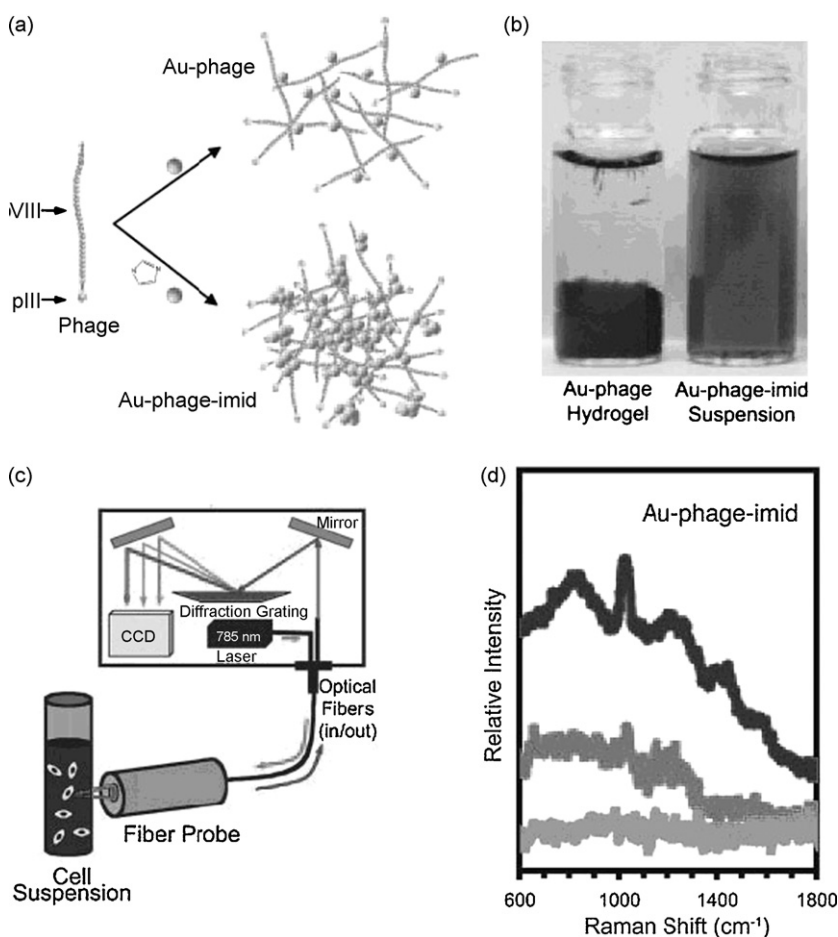 (a)
Au-phage
VIII
pIII
Phage
N
N
Au-phage-imid
(b)
Au-phage
Hydrogel
Au-phage-imid
Suspension
(c)
Mirror
Diffraction Grating
CCD
785 nm
Laser
Optical
Fibers
(in/out)
Fiber Probe
Cell
Suspension
(d)
Au-phage-imid
Relative Intensity
600
1000
1400
1800
Raman Shift (cm⁻¹)